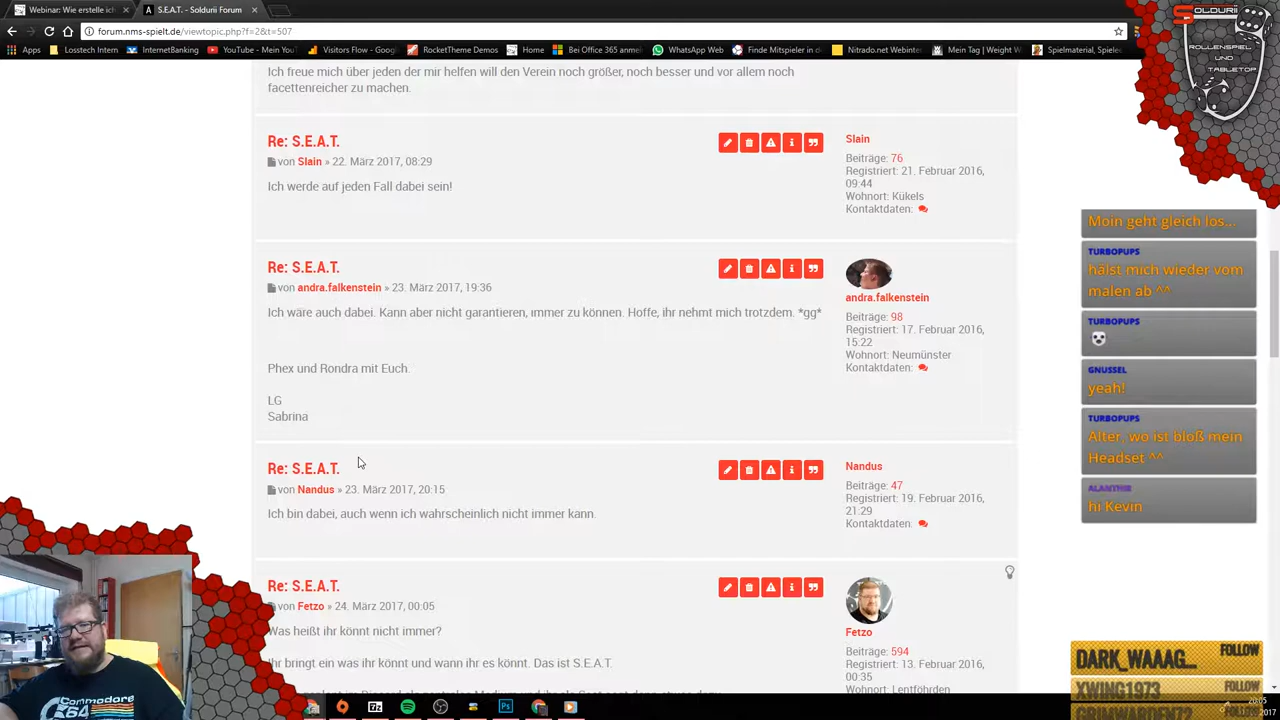 Webinar: Wie erstelle ich
S.E.A.T. - Soldurii Forum
forum.nms-spielt.de/viewtopic.php?f=2&t=507
Apps
Losstech Intern
InternetBanking
YouTube - Mein You
Visitors Flow - Goog
RocketTheme Demos
Home
Bei Office 365 anme
WhatsApp Web
Finde Mitspieler in d
Nitrado.net Webinter
Mein Tag | Weight W
Spielmaterial, Spiele
SOLDURII
ROLLENSPIEL
UND
TABLETOP
Ich freue mich über jeden der mir helfen will den Verein noch größer, noch besser und vor allem noch
facettenreicher zu machen.
Re: S.E.A.T.
von Slain » 22. März 2017, 08:29
Ich werde auf jeden Fall dabei sein!
Slain
Beiträge: 76
Registriert: 21. Februar 2016,
09:44
Wohnort: Kükels
Kontaktdaten:
Re: S.E.A.T.
von andra.falkenstein » 23. März 2017, 19:36
Ich wäre auch dabei. Kann aber nicht garantieren, immer zu können. Hoffe, ihr nehmt mich trotzdem. *gg*
Phex und Rondra mit Euch.
LG
Sabrina
andra.falkenstein
Beiträge: 98
Registriert: 17. Februar 2016,
15:22
Wohnort: Neumünster
Kontaktdaten:
Re: S.E.A.T.
von Nandus » 23. März 2017, 20:15
Ich bin dabei, auch wenn ich wahrscheinlich nicht immer kann.
Nandus
Beiträge: 47
Registriert: 19. Februar 2016,
21:29
Kontaktdaten:
Re: S.E.A.T.
von Fetzo » 24. März 2017, 00:05
Was heißt ihr könnt nicht immer?
Ihr bringt ein was ihr könnt und wann ihr es könnt. Das ist S.E.A.T.
Fetzo
Beiträge: 594
Registriert: 13. Februar 2016,
00:35
Wohnort: Lentföhrden
Moin geht gleich los...
TURBOPUPS
hälst mich wieder vom
malen ab ^^
TURBOPUPS
GNUSSEL
yeah!
TURBOPUPS
Alter, wo ist bloß mein
Headset ^^
ALANTHIR
hi Kevin
DARK_WAAAG...
FOLLOW
XWING1973
FOLLOW
GRIMWARDEN72
FOLLOW
Commodore
64
Ps
20:05
2017